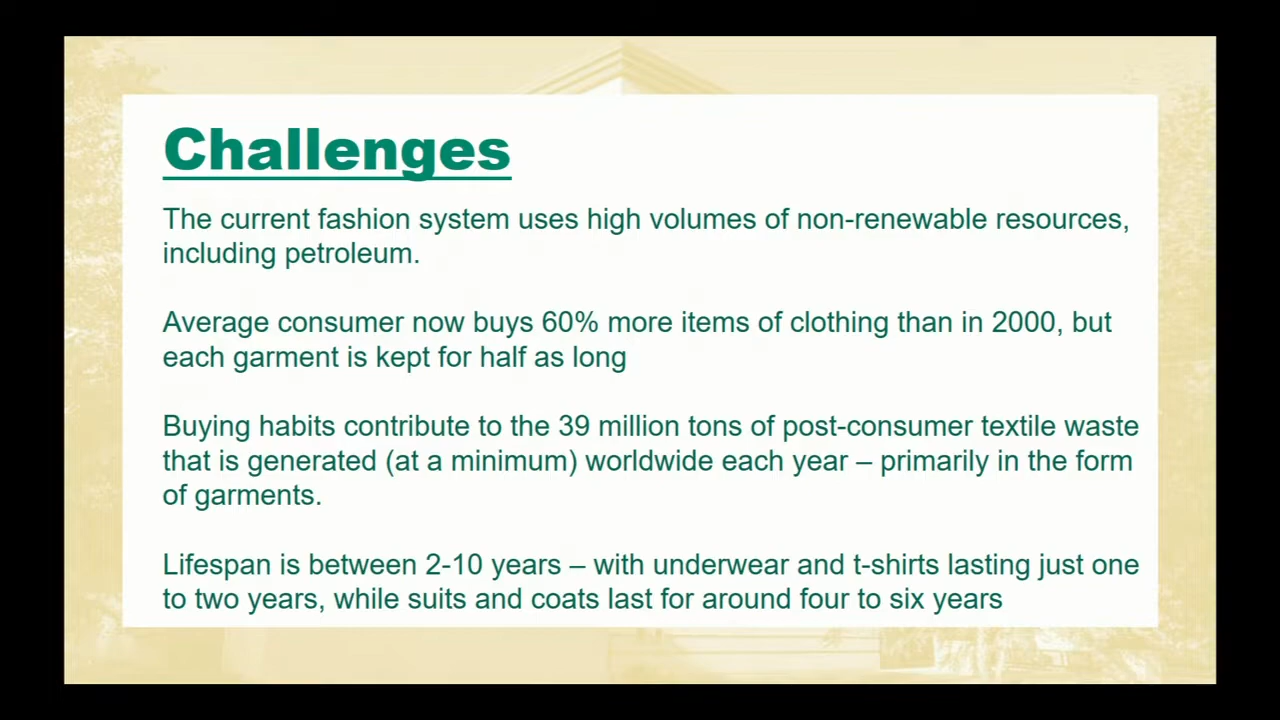 Challenges
The current fashion system uses high volumes of non-renewable resources,
including petroleum.
Average consumer now buys 60% more items of clothing than in 2000, but
each garment is kept for half as long
Buying habits contribute to the 39 million tons of post-consumer textile waste
that is generated (at a minimum) worldwide each year – primarily in the form
of garments.
Lifespan is between 2-10 years – with underwear and t-shirts lasting just one
to two years, while suits and coats last for around four to six years